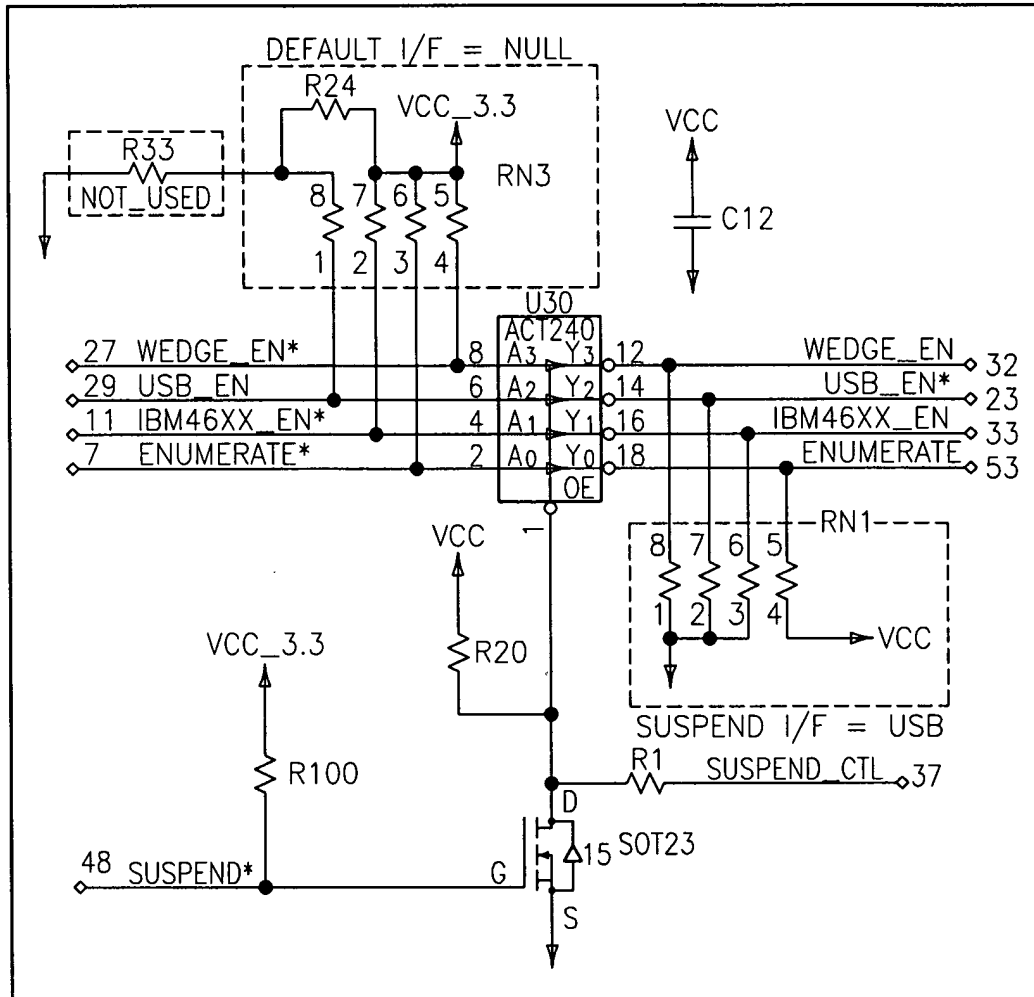 DEFAULT I/F = NULL
R24
VCC_3.3
VCC
R33
NOT_USED
RN3
8 7 6 5
C12
1 2 3 4
U30
ACT240
27 WEDGE_EN* 8 A3 Y3 12 WEDGE_EN 32
29 USB_EN 6 A2 Y2 14 USB_EN* 23
11 IBM46XX_EN* 4 A1 Y1 16 IBM46XX_EN 33
7 ENUMERATE* 2 A0 Y0 18 ENUMERATE 53
OE
1
RN1
VCC
8 7 6 5
1 2 3 4
R20
VCC
VCC_3.3
SUSPEND I/F = USB
R100
R1
SUSPEND_CTL 37
D
15 SOT23
48 SUSPEND*
G
S